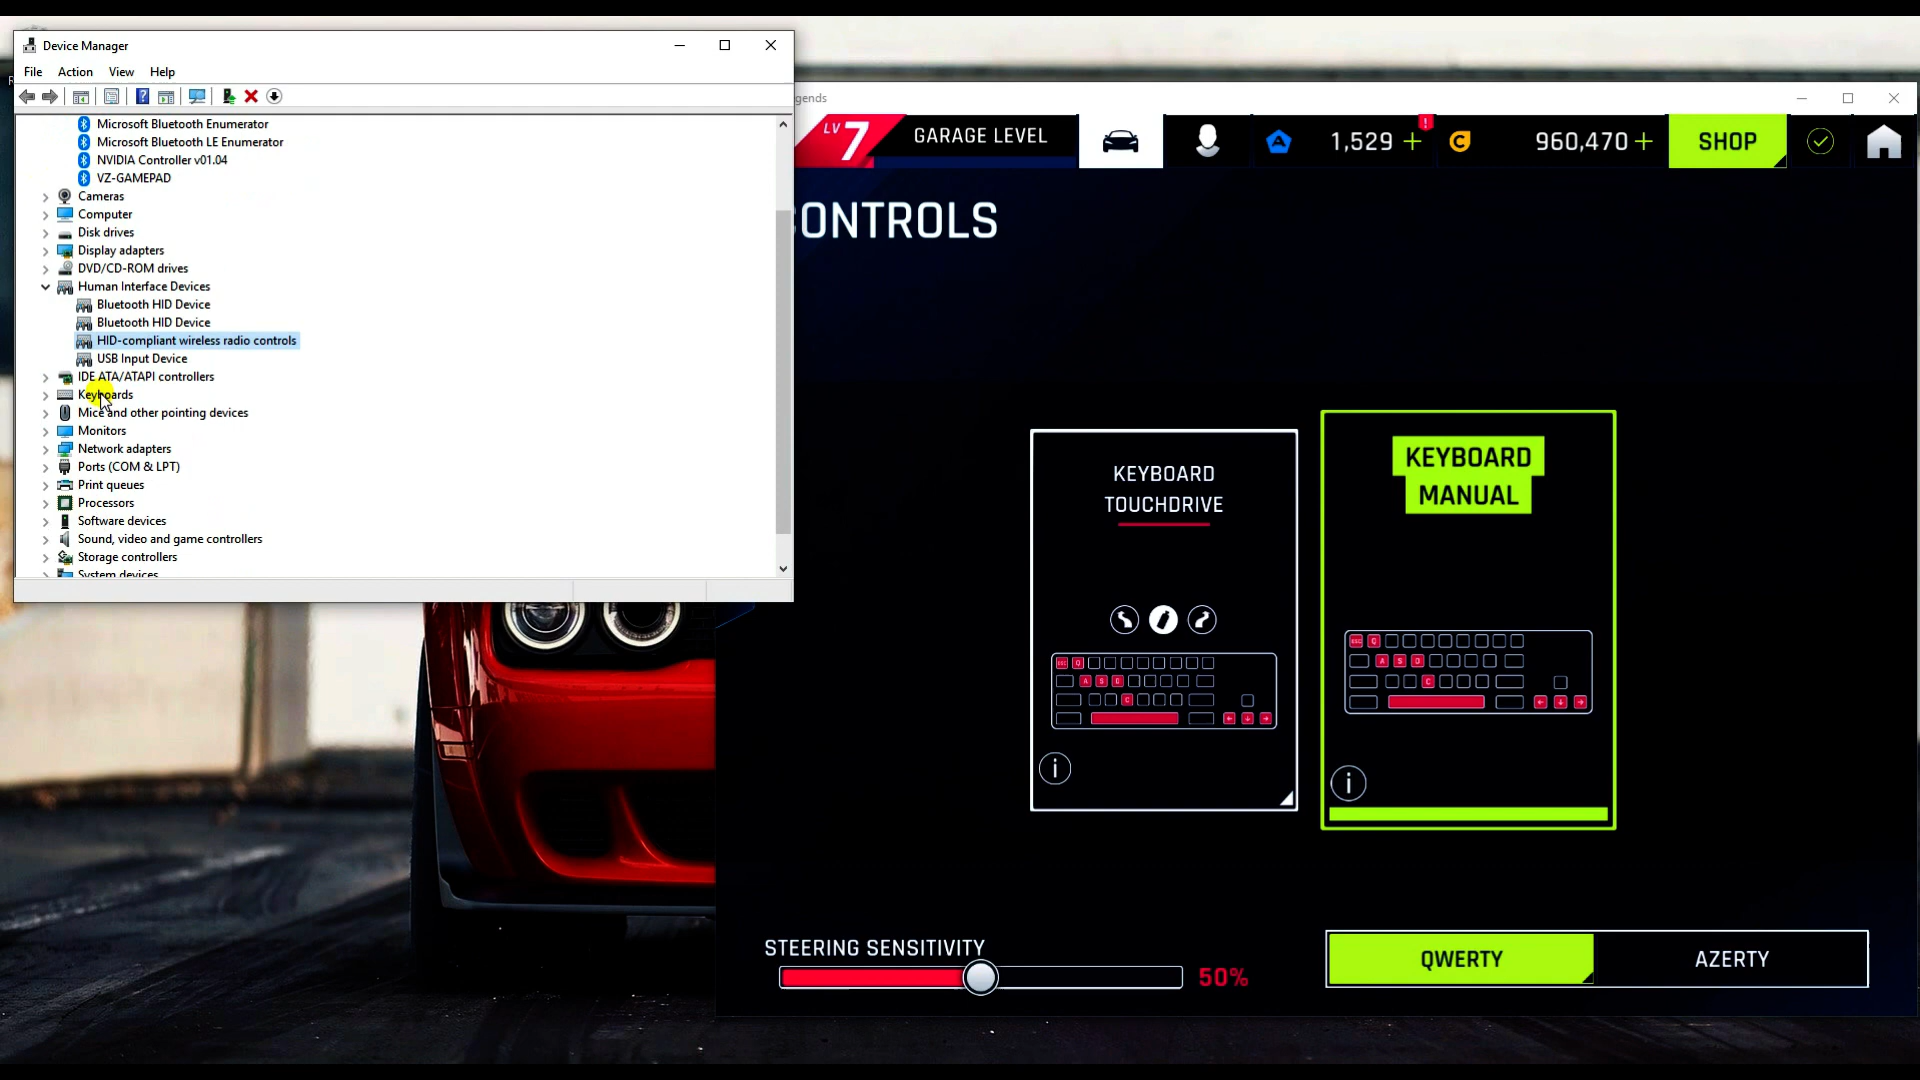 Device Manager
File Action View Help
Microsoft Bluetooth Enumerator
Microsoft Bluetooth LE Enumerator
NVIDIA Controller v01.04
VZ-GAMEPAD
Cameras
Computer
Disk drives
Display adapters
DVD/CD-ROM drives
Human Interface Devices
Bluetooth HID Device
Bluetooth HID Device
HID-compliant wireless radio controls
USB Input Device
IDE ATA/ATAPI controllers
Keyboards
Mice and other pointing devices
Monitors
Network adapters
Ports (COM & LPT)
Print queues
Processors
Software devices
Sound, video and game controllers
Storage controllers
System devices
gends
LV 7 GARAGE LEVEL 1,529 + ! 960,470 + SHOP
ONTROLS
KEYBOARD
TOUCHDRIVE
ESC Q
A S D
C
KEYBOARD
MANUAL
ESC Q
A S D
C
STEERING SENSITIVITY
50%
QWERTY AZERTY